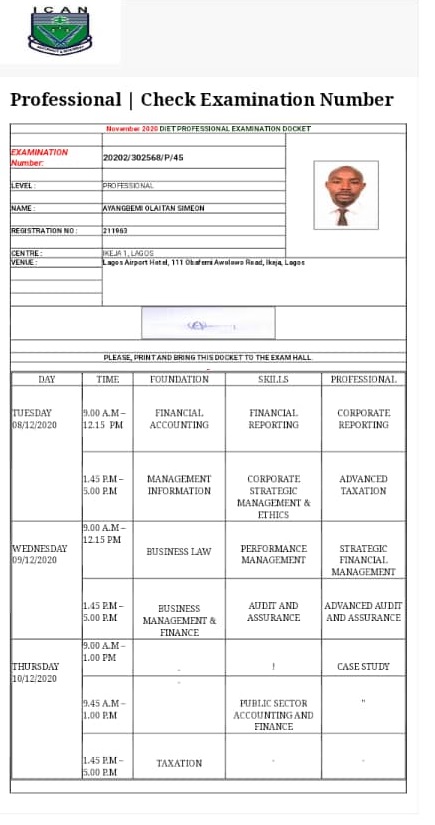 I C A N
Professional | Check Examination Number
November 2020 DIET PROFESSIONAL EXAMINATION DOCKET
EXAMINATION Number: 20202/302568/P/45
LEVEL : PROFESSIONAL
NAME : AYANGBEMI OLAITAN SIMEON
REGISTRATION NO : 211963
CENTRE : IKEJA 1, LAGOS
VENUE : Lagos Airport Hotel, 111 Obafemi Awolowo Road, Ikeja, Lagos
PLEASE, PRINT AND BRING THIS DOCKET TO THE EXAM HALL.
DAY TIME FOUNDATION SKILLS PROFESSIONAL
TUESDAY 9.00 A.M – FINANCIAL FINANCIAL CORPORATE
08/12/2020 12.15 PM ACCOUNTING REPORTING REPORTING
1.45 P.M – MANAGEMENT CORPORATE ADVANCED
5.00 P.M INFORMATION STRATEGIC TAXATION
MANAGEMENT &
ETHICS
9.00 A.M –
12.15 PM
WEDNESDAY BUSINESS LAW PERFORMANCE STRATEGIC
09/12/2020 MANAGEMENT FINANCIAL
MANAGEMENT
1.45 P.M – BUSINESS AUDIT AND ADVANCED AUDIT
5.00 P.M MANAGEMENT & ASSURANCE AND ASSURANCE
FINANCE
9.00 A.M –
1.00 PM
THURSDAY - ! CASE STUDY
10/12/2020 -
9.45 A.M – PUBLIC SECTOR "
1.00 P.M ACCOUNTING AND
FINANCE
1.45 P.M – TAXATION - -
5.00 P.M